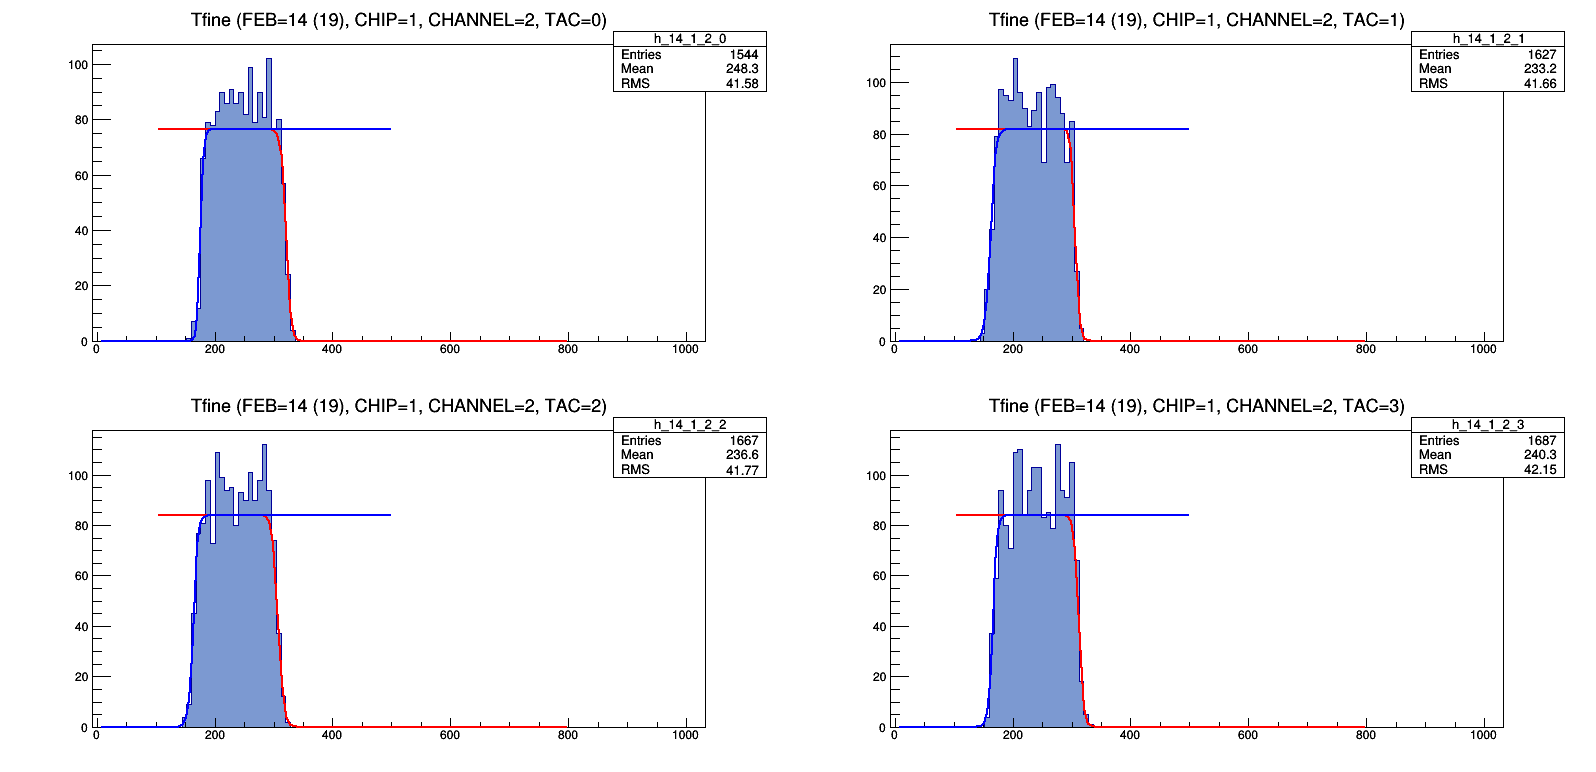 Tfine (FEB=14 (19), CHIP=1, CHANNEL=2, TAC=0)
h_14_1_2_0
Entries 1544
Mean 248.3
RMS 41.58
100
80
60
40
20
0
0 200 400 600 800 1000
Tfine (FEB=14 (19), CHIP=1, CHANNEL=2, TAC=1)
h_14_1_2_1
Entries 1627
Mean 233.2
RMS 41.66
100
80
60
40
20
0
0 200 400 600 800 1000
Tfine (FEB=14 (19), CHIP=1, CHANNEL=2, TAC=2)
h_14_1_2_2
Entries 1667
Mean 236.6
RMS 41.77
100
80
60
40
20
0
0 200 400 600 800 1000
Tfine (FEB=14 (19), CHIP=1, CHANNEL=2, TAC=3)
h_14_1_2_3
Entries 1687
Mean 240.3
RMS 42.15
100
80
60
40
20
0
0 200 400 600 800 1000